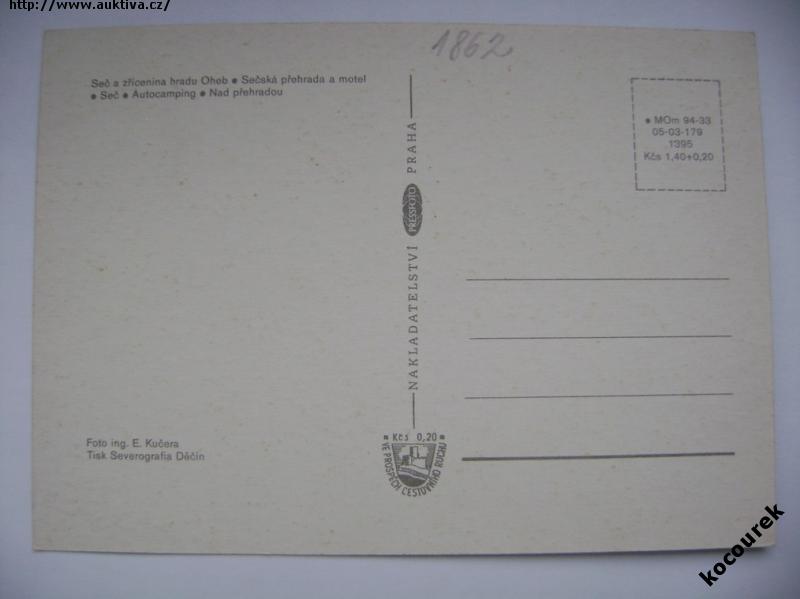 http://www.auktiva.cz/
1862
Seč a zřícenina hradu Oheb ● Sečská přehrada a motel
● Seč ● Autocamping ● Nad přehradou
● MOm 94-33
05-03-179
1395
Kčs 1,40+0,20
NAKLADATELSTVÍ PRESSFOTO PRAHA
Foto ing. E. Kučera
Tisk Severografia Děčín
Kčs 0,20
VE PROSPĚCH CESTOVNÍHO RUCHU
kocourek